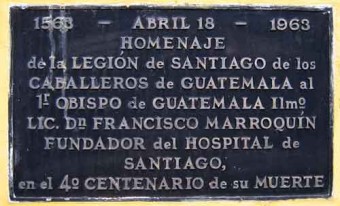 1563 - ABRIL 18 - 1963
HOMENAJE
de la LEGIÓN de SANTIAGO de los
CABALLEROS de GUATEMALA al
1r OBISPO de GUATEMALA Ilmº
LIC. Dn FRANCISCO MARROQUÍN
FUNDADOR del HOSPITAL de
SANTIAGO,
en el 4º CENTENARIO de su MUERTE